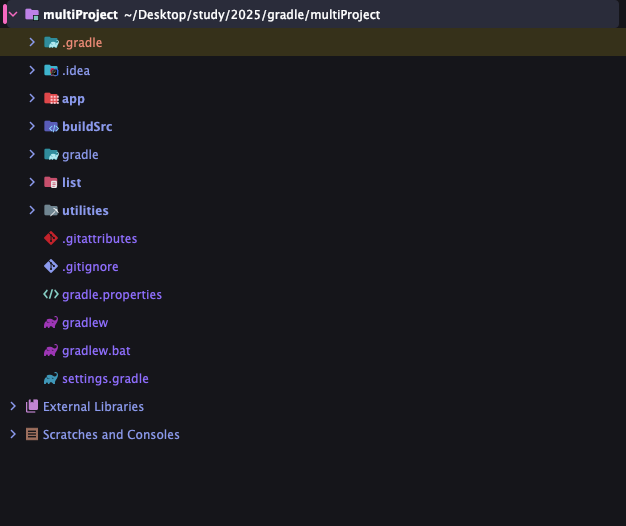 multiProject ~/Desktop/study/2025/gradle/multiProject
.gradle
.idea
app
buildSrc
gradle
list
utilities
.gitattributes
.gitignore
gradle.properties
gradlew
gradlew.bat
settings.gradle
External Libraries
Scratches and Consoles